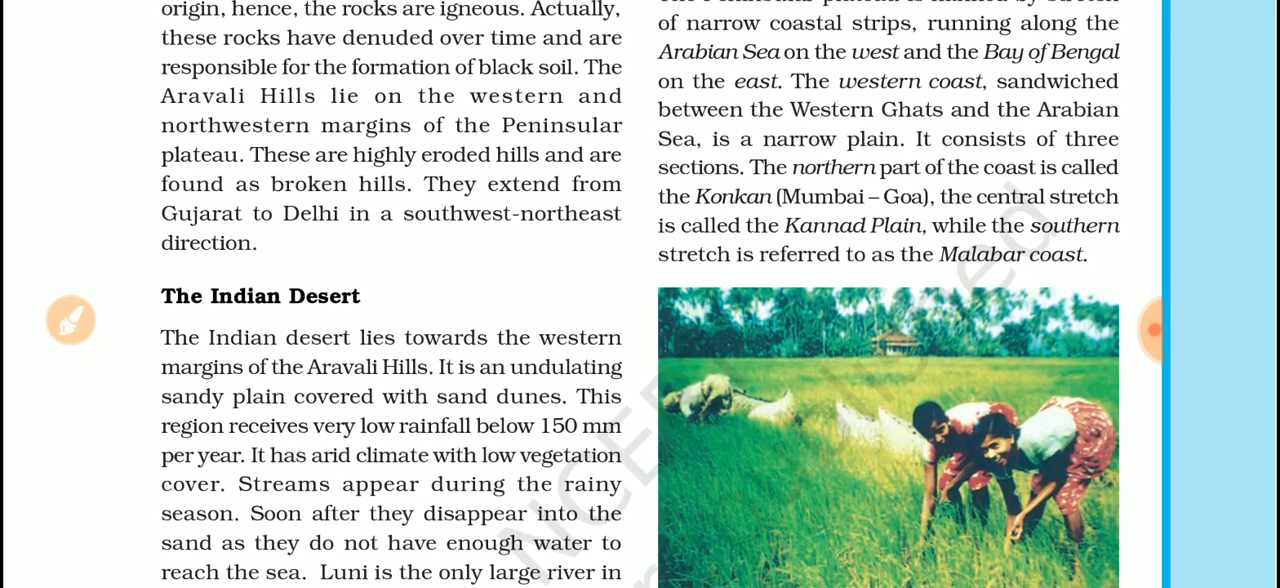 origin, hence, the rocks are igneous. Actually,
these rocks have denuded over time and are
responsible for the formation of black soil. The
Aravali Hills lie on the western and
northwestern margins of the Peninsular
plateau. These are highly eroded hills and are
found as broken hills. They extend from
Gujarat to Delhi in a southwest-northeast
direction.
The Indian Desert
The Indian desert lies towards the western
margins of the Aravali Hills. It is an undulating
sandy plain covered with sand dunes. This
region receives very low rainfall below 150 mm
per year. It has arid climate with low vegetation
cover. Streams appear during the rainy
season. Soon after they disappear into the
sand as they do not have enough water to
reach the sea. Luni is the only large river in
of narrow coastal strips, running along the
Arabian Sea on the west and the Bay of Bengal
on the east. The western coast, sandwiched
between the Western Ghats and the Arabian
Sea, is a narrow plain. It consists of three
sections. The northern part of the coast is called
the Konkan (Mumbai – Goa), the central stretch
is called the Kannad Plain, while the southern
stretch is referred to as the Malabar coast.